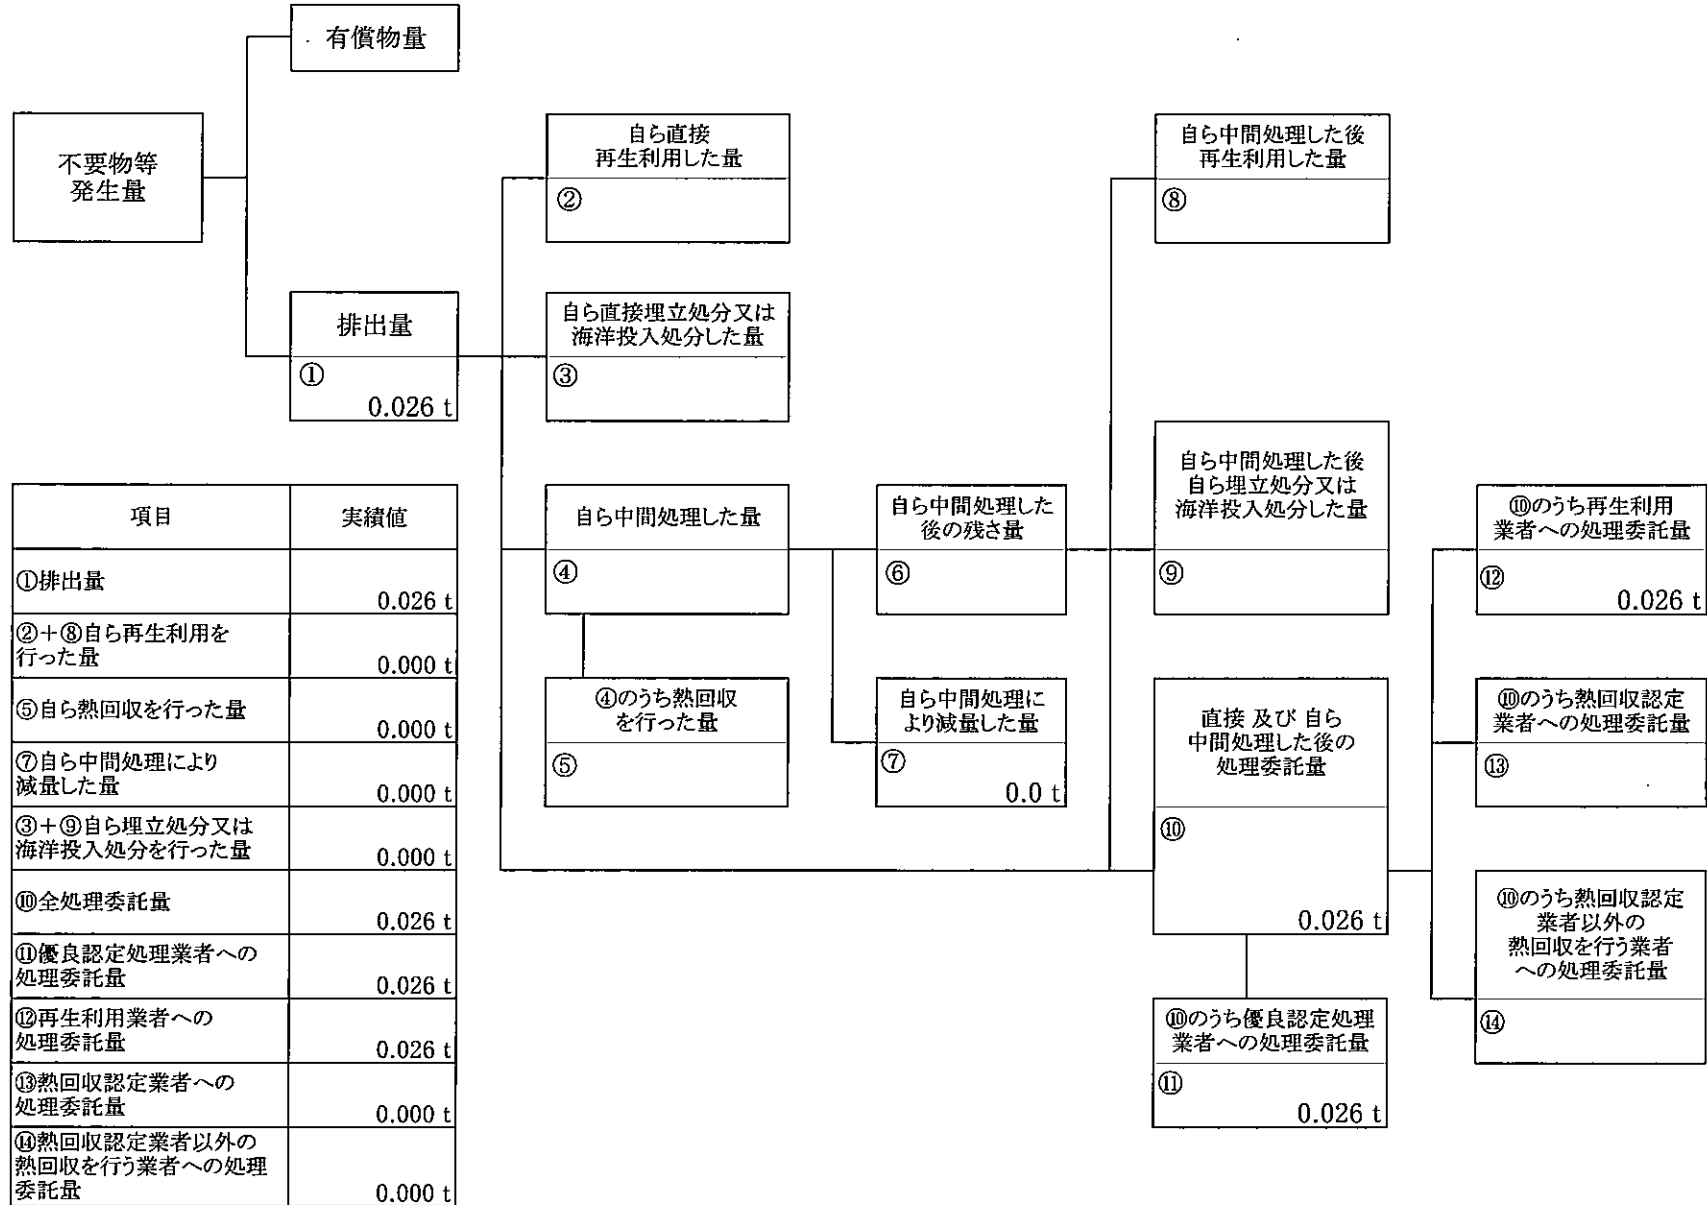 有償物量
不要物等
発生量
自ら直接
再生利用した量
②
自ら中間処理した後
再生利用した量
⑧
排出量
①
0.026 t
自ら直接埋立処分又は
海洋投入処分した量
③
自ら中間処理した量
④
自ら中間処理した
後の残さ量
⑥
自ら中間処理した後
自ら埋立処分又は
海洋投入処分した量
⑨
⑩のうち再生利用
業者への処理委託量
⑫
0.026 t
④のうち熱回収
を行った量
⑤
自ら中間処理に
より減量した量
⑦
0.0 t
直接 及び 自ら
中間処理した後の
処理委託量
⑩
0.026 t
⑩のうち熱回収認定
業者への処理委託量
⑬
⑩のうち熱回収認定
業者以外の
熱回収を行う業者
への処理委託量
⑭
⑩のうち優良認定処理
業者への処理委託量
⑪
0.026 t
項目 実績値
①排出量
0.026 t
②＋⑧自ら再生利用を
行った量
0.000 t
⑤自ら熱回収を行った量
0.000 t
⑦自ら中間処理により
減量した量
0.000 t
③＋⑨自ら埋立処分又は
海洋投入処分を行った量
0.000 t
⑩全処理委託量
0.026 t
⑪優良認定処理業者への
処理委託量
0.026 t
⑫再生利用業者への
処理委託量
0.026 t
⑬熱回収認定業者への
処理委託量
0.000 t
⑭熱回収認定業者以外の
熱回収を行う業者への処理
委託量
0.000 t